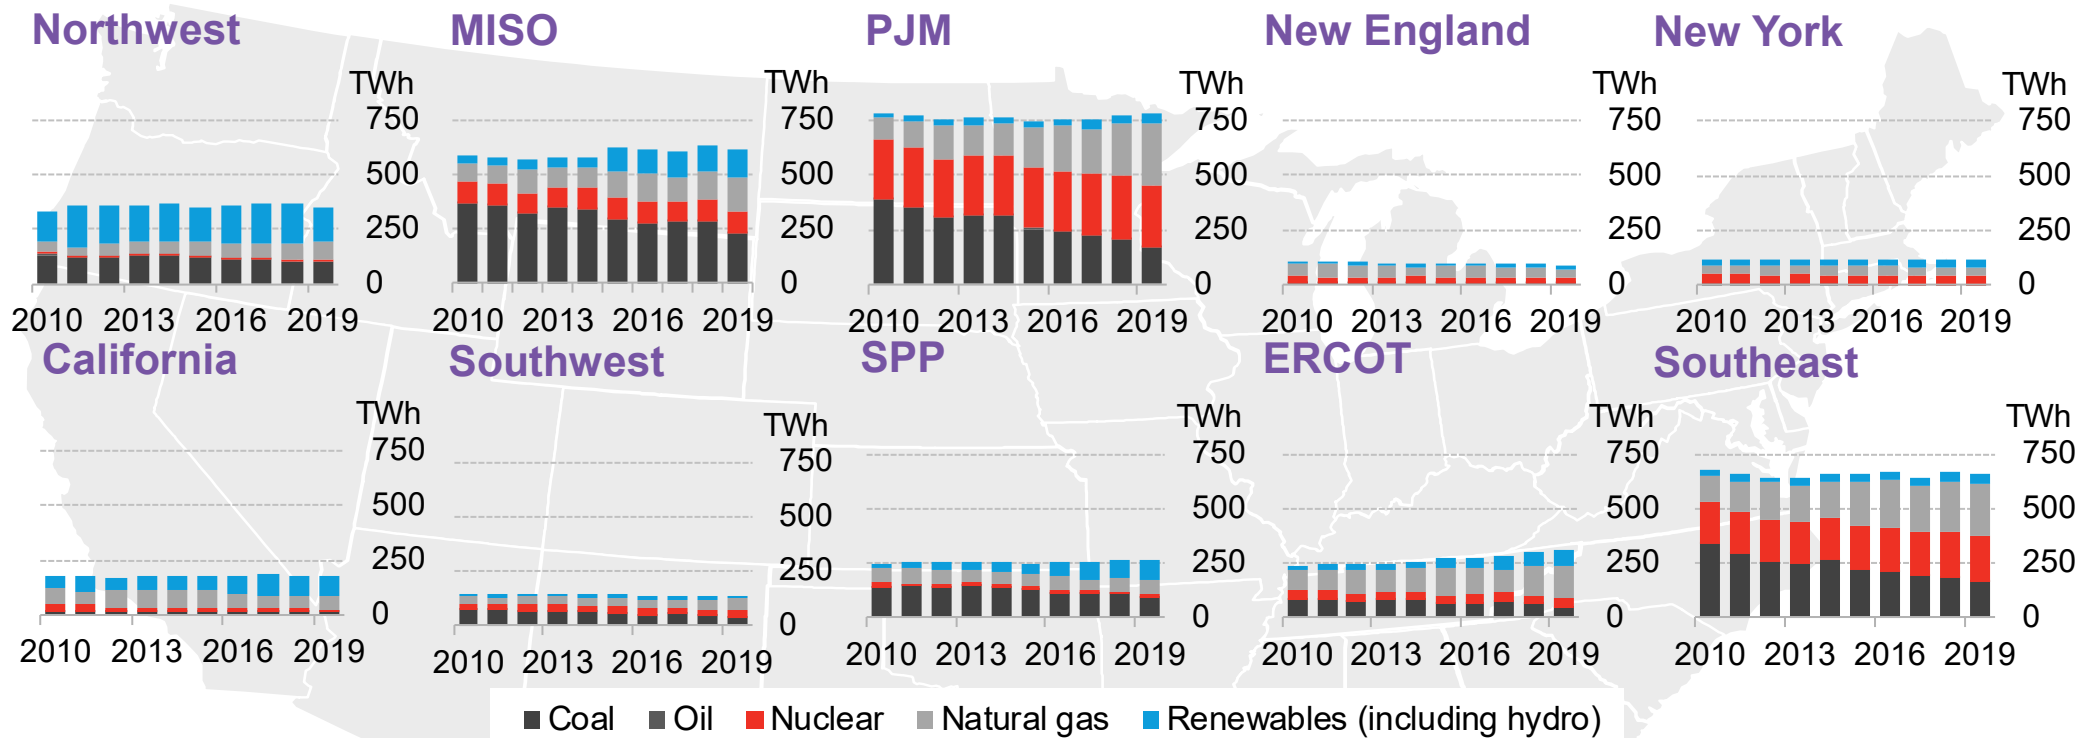 Northwest
MISO
PJM
New England
New York
TWh
TWh
TWh
TWh
TWh
750
750
750
750
750
500
500
500
500
500
250
250
250
250
250
0
0
0
0
0
2010 2013 2016 2019
2010 2013 2016 2019
2010 2013 2016 2019
2010 2013 2016 2019
2010 2013 2016 2019
California
Southwest
SPP
ERCOT
Southeast
TWh
TWh
TWh
TWh
TWh
750
750
750
750
750
500
500
500
500
500
250
250
250
250
250
0
0
0
0
0
2010 2013 2016 2019
2010 2013 2016 2019
2010 2013 2016 2019
2010 2013 2016 2019
2010 2013 2016 2019
Coal Oil Nuclear Natural gas Renewables (including hydro)